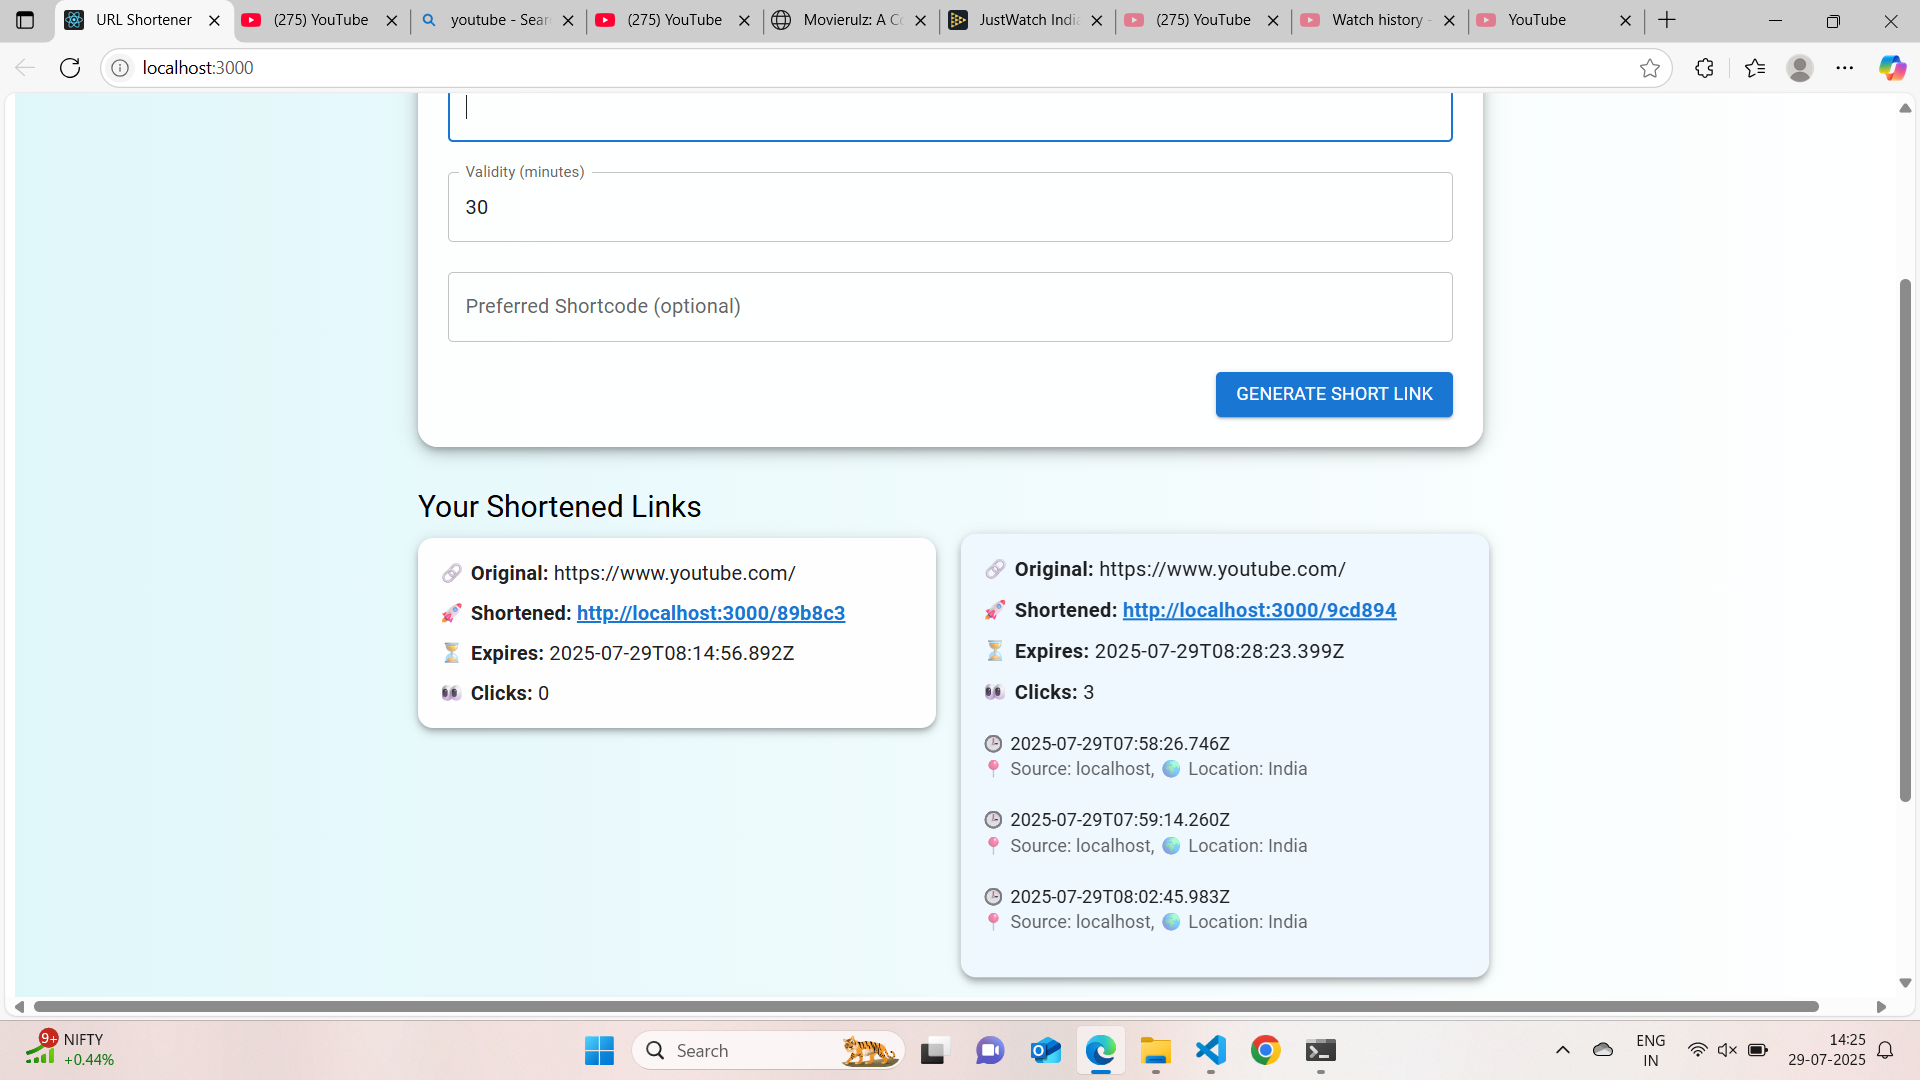 URL Shortener
(275) YouTube
youtube - Sear
(275) YouTube
Movierulz: A Co
JustWatch India
(275) YouTube
Watch history -
YouTube
localhost:3000
Validity (minutes)
30
Preferred Shortcode (optional)
GENERATE SHORT LINK
Your Shortened Links
Original: https://www.youtube.com/
Shortened: http://localhost:3000/89b8c3
Expires: 2025-07-29T08:14:56.892Z
Clicks: 0
Original: https://www.youtube.com/
Shortened: http://localhost:3000/9cd894
Expires: 2025-07-29T08:28:23.399Z
Clicks: 3
2025-07-29T07:58:26.746Z
Source: localhost, Location: India
2025-07-29T07:59:14.260Z
Source: localhost, Location: India
2025-07-29T08:02:45.983Z
Source: localhost, Location: India
9+
NIFTY
+0.44%
Search
ENG
IN
14:25
29-07-2025